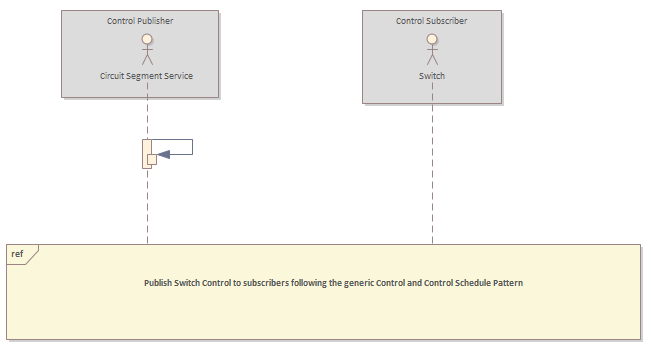 Control Publisher
Control Subscriber
Circuit Segment Service
Switch
ref
Publish Switch Control to subscribers following the generic Control and Control Schedule Pattern